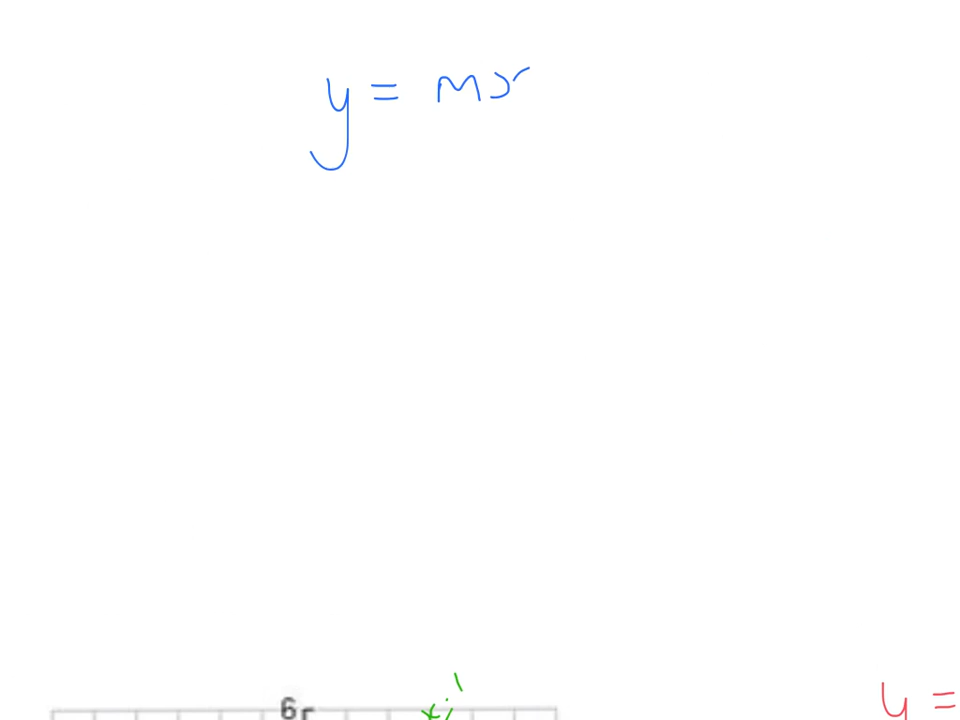 y = mx
y =
6